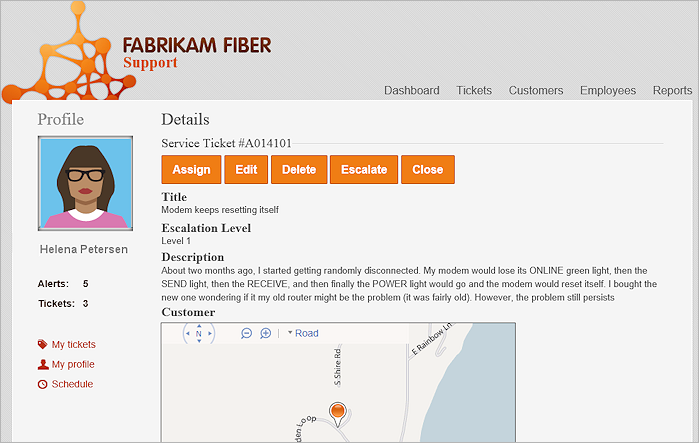 FABRIKAM FIBER
Support
Dashboard Tickets Customers Employees Reports
Profile
Helena Petersen
Alerts: 5
Tickets: 3
My tickets
My profile
Schedule
Details
Service Ticket #A014101
Assign Edit Delete Escalate Close
Title
Modem keeps resetting itself
Escalation Level
Level 1
Description
About two months ago, I started getting randomly disconnected. My modem would lose its ONLINE green light, then the
SEND light, then the RECEIVE, and then finally the POWER light would go and the modem would reset itself. I bought the
new one wondering if it my old router might be the problem (it was fairly old). However, the problem still persists
Customer
N Road
S Shire Rd
E Rainbow Ln
den Loop